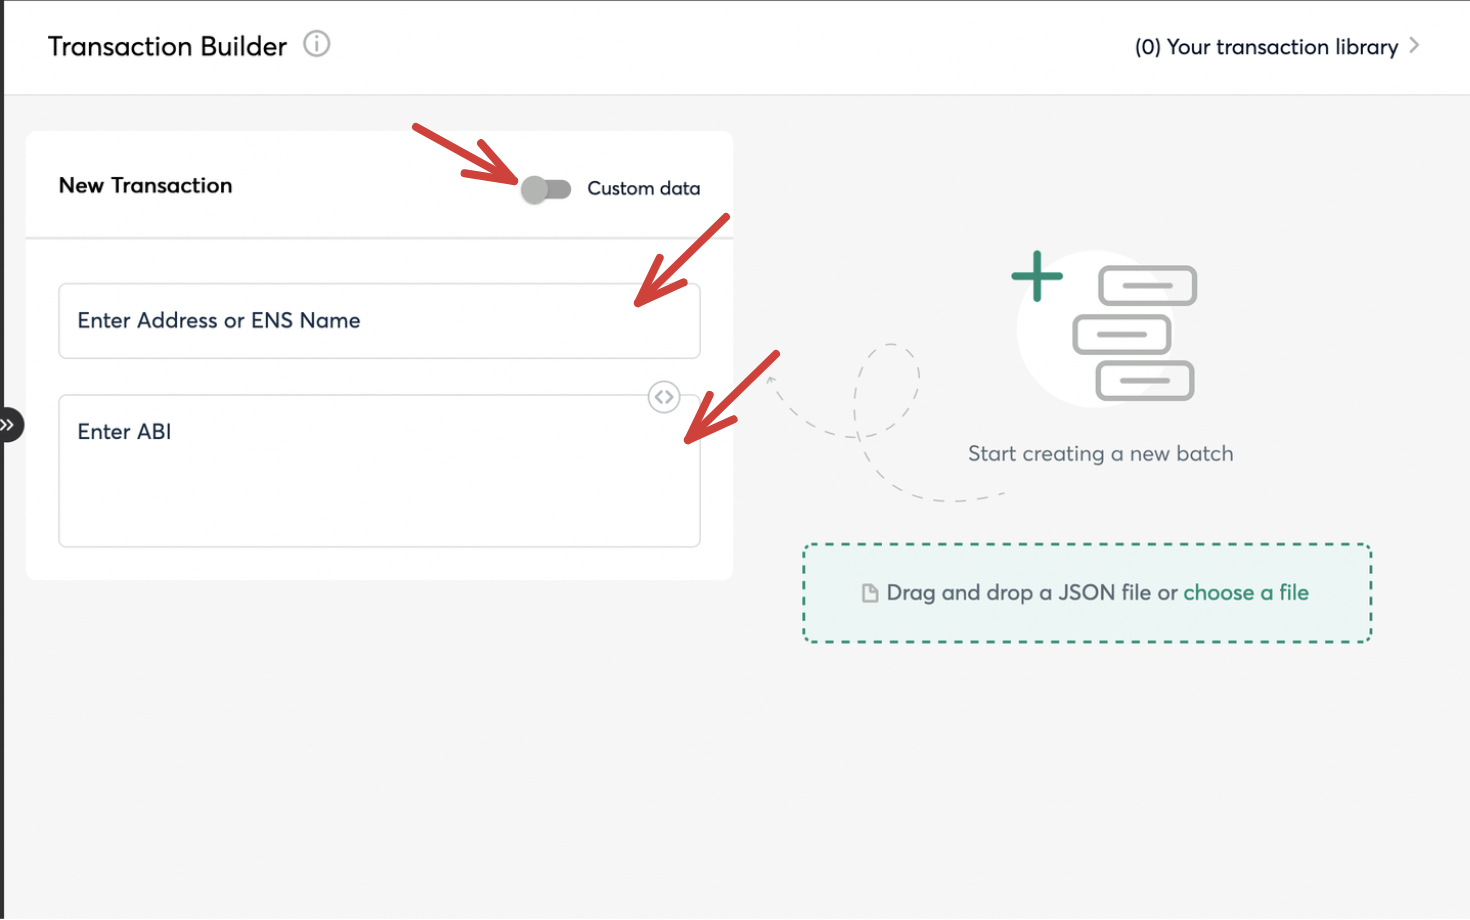 Transaction Builder
(0) Your transaction library
New Transaction
Custom data
Enter Address or ENS Name
Enter ABI
Start creating a new batch
Drag and drop a JSON file or choose a file